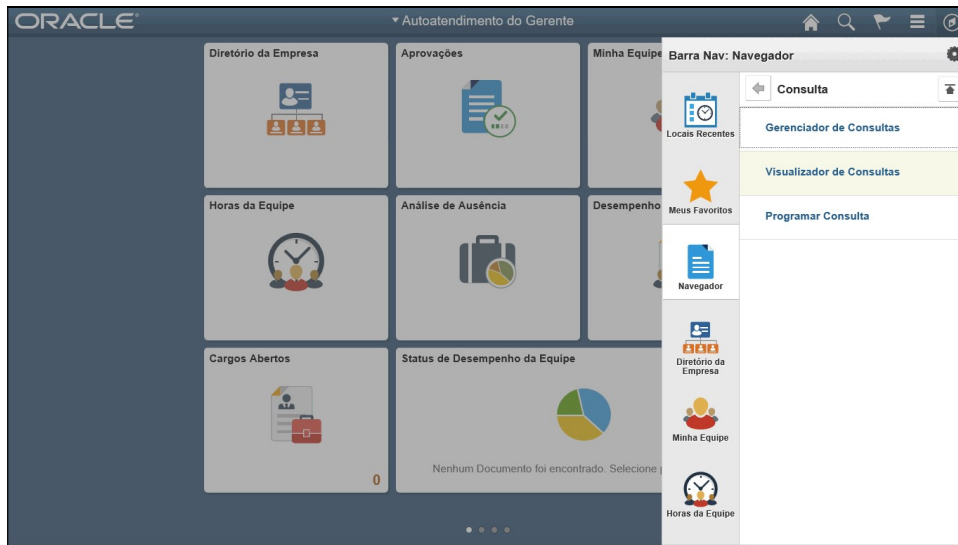 ORACLE
Autoatendimento do Gerente
Diretório da Empresa
Aprovações
Minha Equipe
Horas da Equipe
Análise de Ausência
Desempenho
Cargos Abertos
0
Status de Desempenho da Equipe
Nenhum Documento foi encontrado. Selecione
Barra Nav: Navegador
Locais Recentes
Meus Favoritos
Navegador
Diretório da
Empresa
Minha Equipe
Horas da Equipe
Consulta
Gerenciador de Consultas
Visualizador de Consultas
Programar Consulta